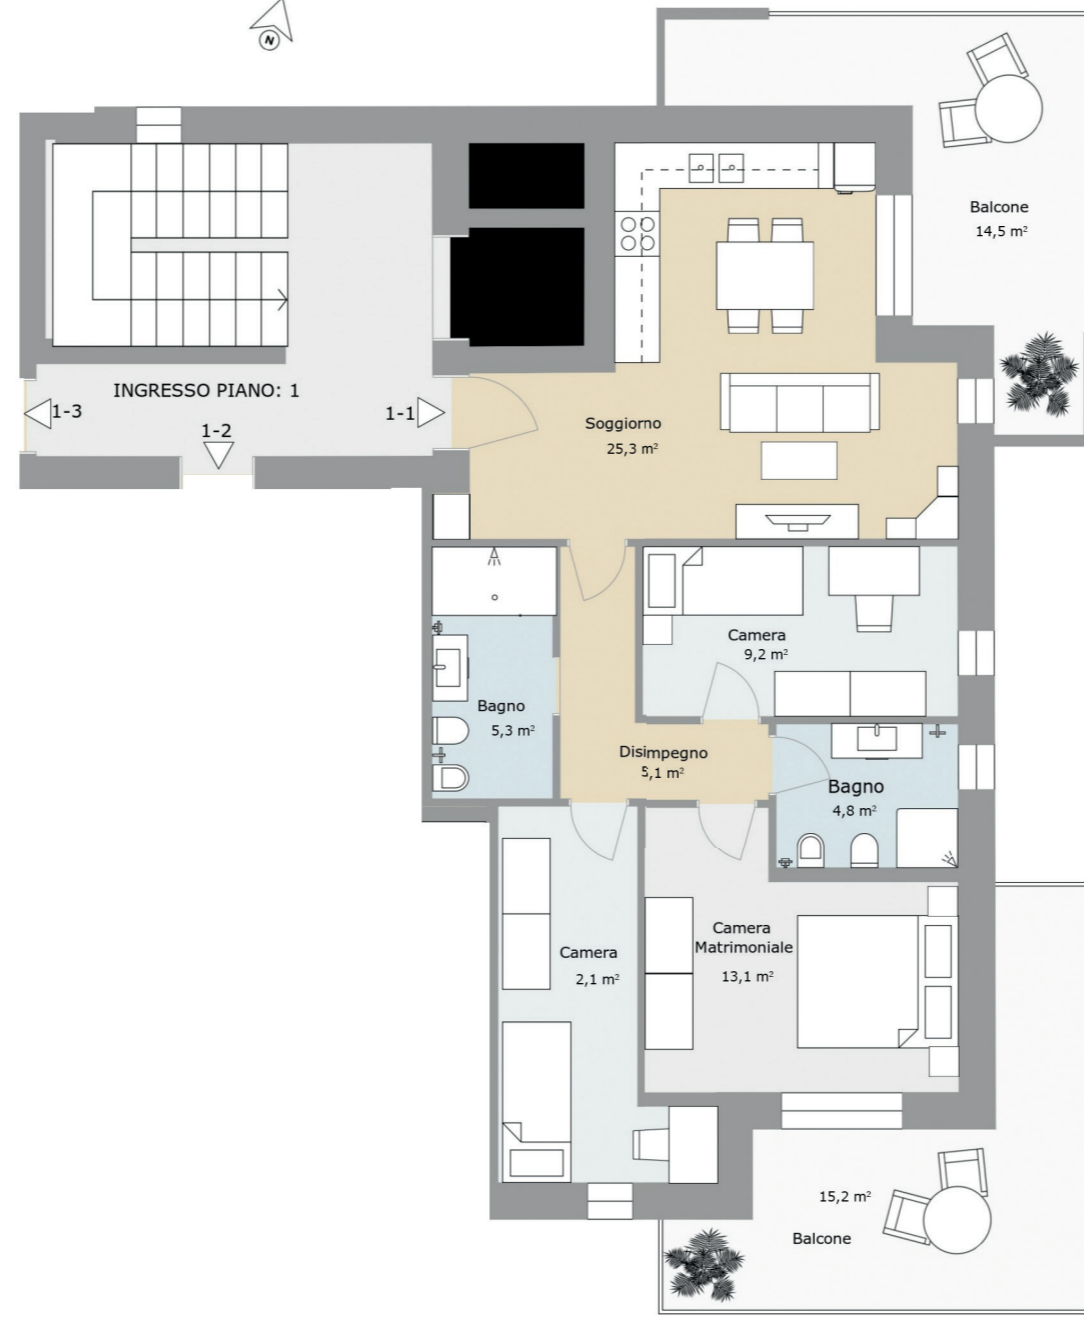 N
Balcone
14,5 m²
INGRESSO PIANO: 1
1-3
1-2
1-1
Soggiorno
25,3 m²
Camera
9,2 m²
Bagno
5,3 m²
Disimpegno
5,1 m²
Bagno
4,8 m²
Camera
2,1 m²
Camera
Matrimoniale
13,1 m²
15,2 m²
Balcone